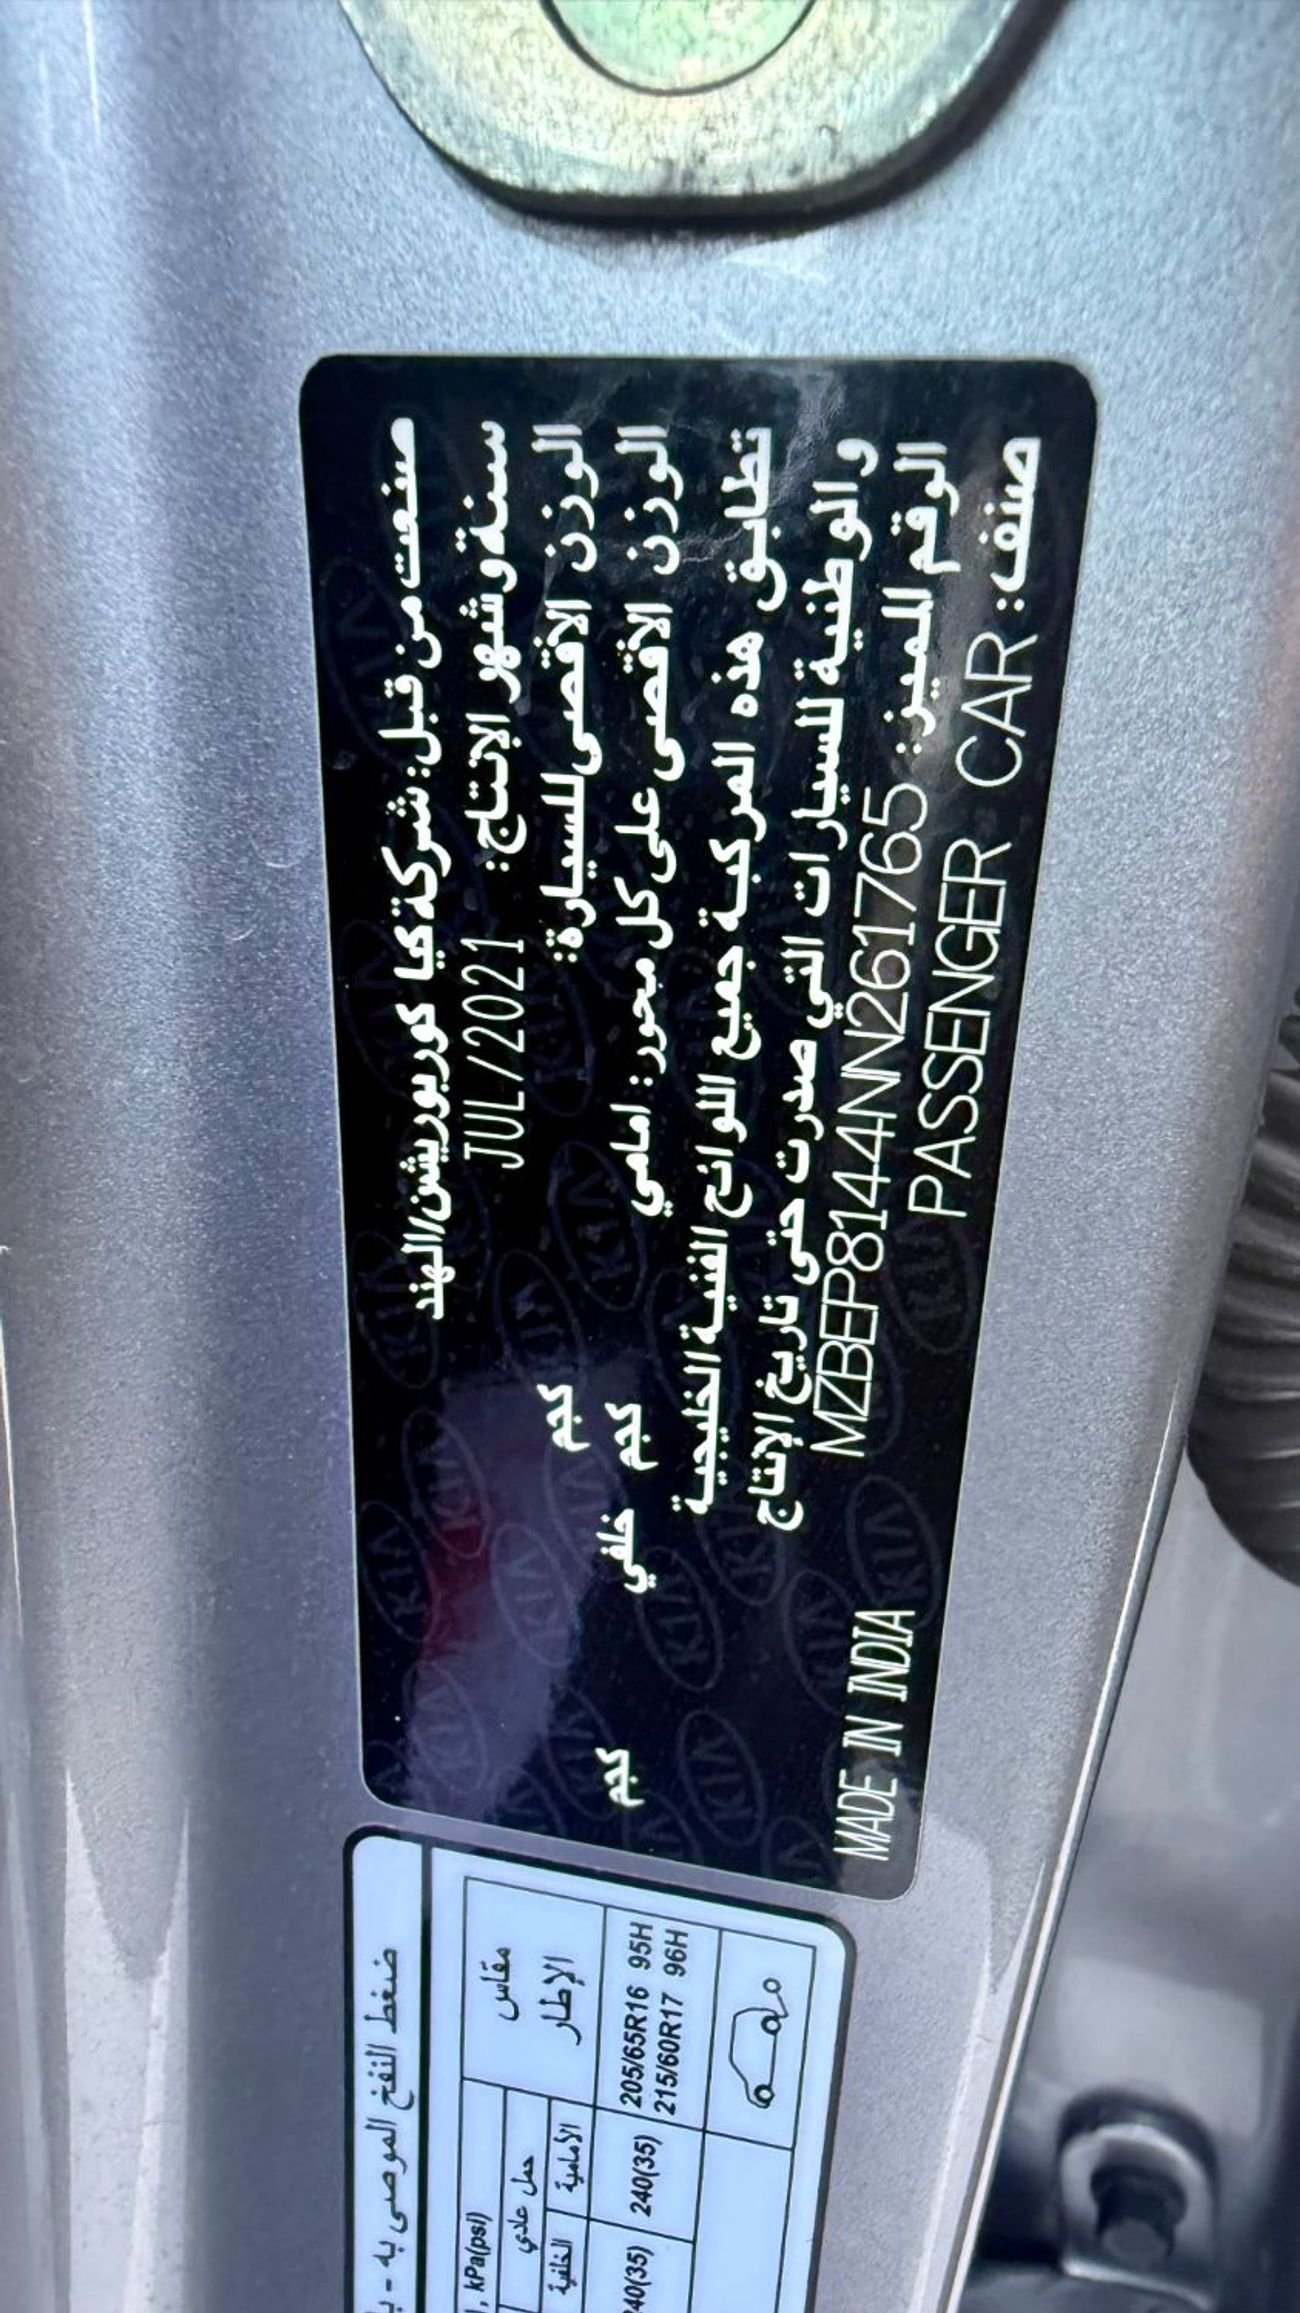 صنعت من قبل: شركة كيا كوربوريشن/الهند
سنة وشهر الإنتاج: JUL/2021
الوزن الأقصى للسيارة: كجم
الوزن الأقصى على كل محور: امامي كجم خلفي كجم
تطابق هذه المركبة جميع اللوائح الفنية الخليجية
والوطنية للسيارات التي صدرت حتى تاريخ الإنتاج
الرقم المميز: MZBEP8144NN261765
صنف: PASSENGER CAR
MADE IN INDIA
ضغط النفخ الموصى به -
مقاس
الإطار
kPa(psi)
حمل عادي
الأمامية
الخلفية
205/65R16 95H
215/60R17 96H
240(35)
240(35)